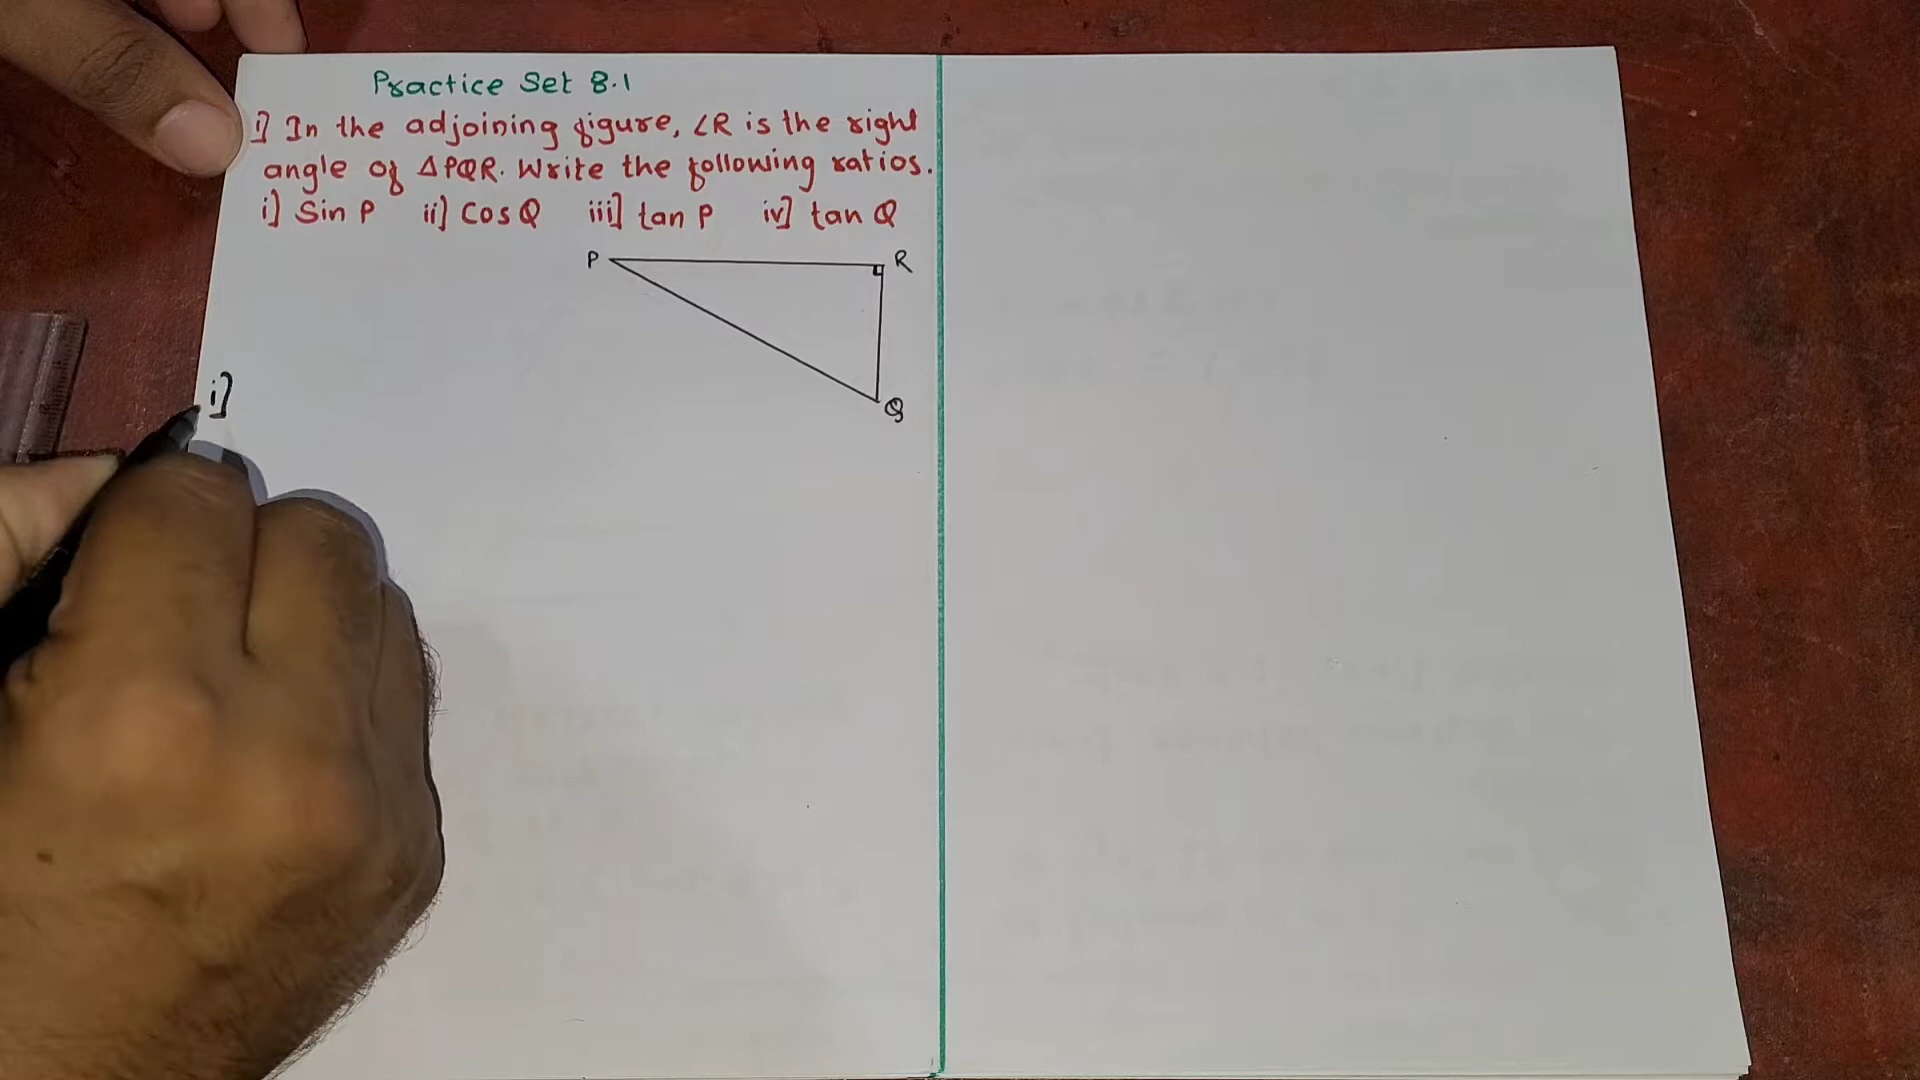 Practice Set 8.1
1] In the adjoining figure, ∠R is the right
angle of △PQR. Write the following ratios.
i] Sin P ii] Cos Q iii] tan P iv] tan Q
P R
Q
i]